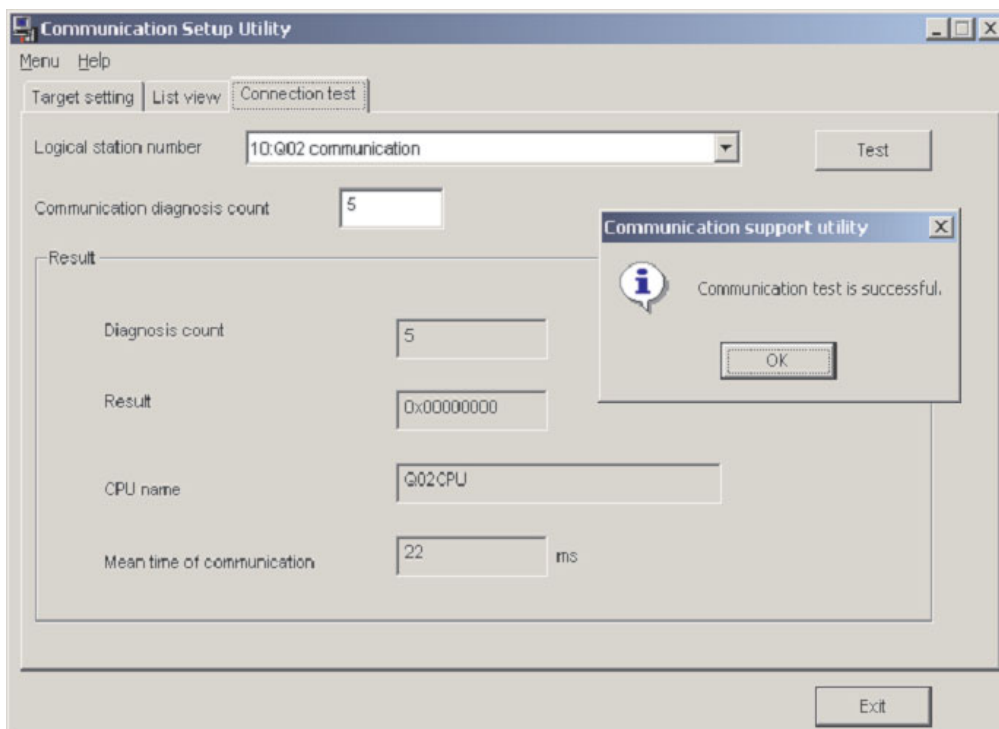 Communication Setup Utility
Menu Help
Target setting List view Connection test
Logical station number 10:Q02 communication Test
Communication diagnosis count 5
Communication support utility
Communication test is successful.
OK
Result
Diagnosis count 5
Result 0x00000000
CPU name Q02CPU
Mean time of communication 22 ms
Exit